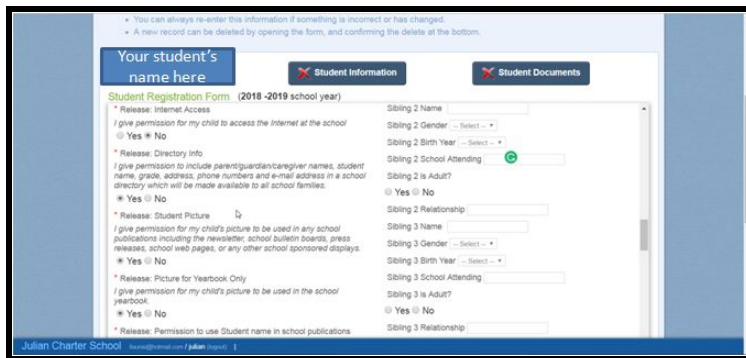 • You can always re-enter this information if something is incorrect or has changed.
• A new record can be deleted by opening the form, and confirming the delete at the bottom.
Your student's
name here
Student Information
Student Documents
Student Registration Form (2018 -2019 school year)
* Release: Internet Access
I give permission for my child to access the Internet at the school
Yes No
* Release: Directory Info
I give permission to include parent/guardian/caregiver names, student
name, grade, address, phone numbers and e-mail address in a school
directory which will be made available to all school families.
Yes No
* Release: Student Picture
I give permission for my child's picture to be used in any school
publications including the newsletter, school bulletin boards, press
releases, school web pages, or any other school sponsored displays.
Yes No
* Release: Picture for Yearbook Only
I give permission for my child's picture to be used in the school
yearbook.
Yes No
* Release: Permission to use Student name in school publications
Sibling 2 Name
Sibling 2 Gender -- Select --
Sibling 2 Birth Year -- Select --
Sibling 2 School Attending
Sibling 2 is Adult?
Yes No
Sibling 2 Relationship
Sibling 3 Name
Sibling 3 Gender -- Select --
Sibling 3 Birth Year -- Select --
Sibling 3 School Attending
Sibling 3 is Adult?
Yes No
Sibling 3 Relationship
Julian Charter School / julian (logout) |